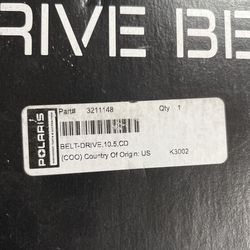 RIVE BE
Part# 3211148 Qty 1
BELT-DRIVE,10.5,CD
(COO) Country Of Origin: US K3002
POLARIS